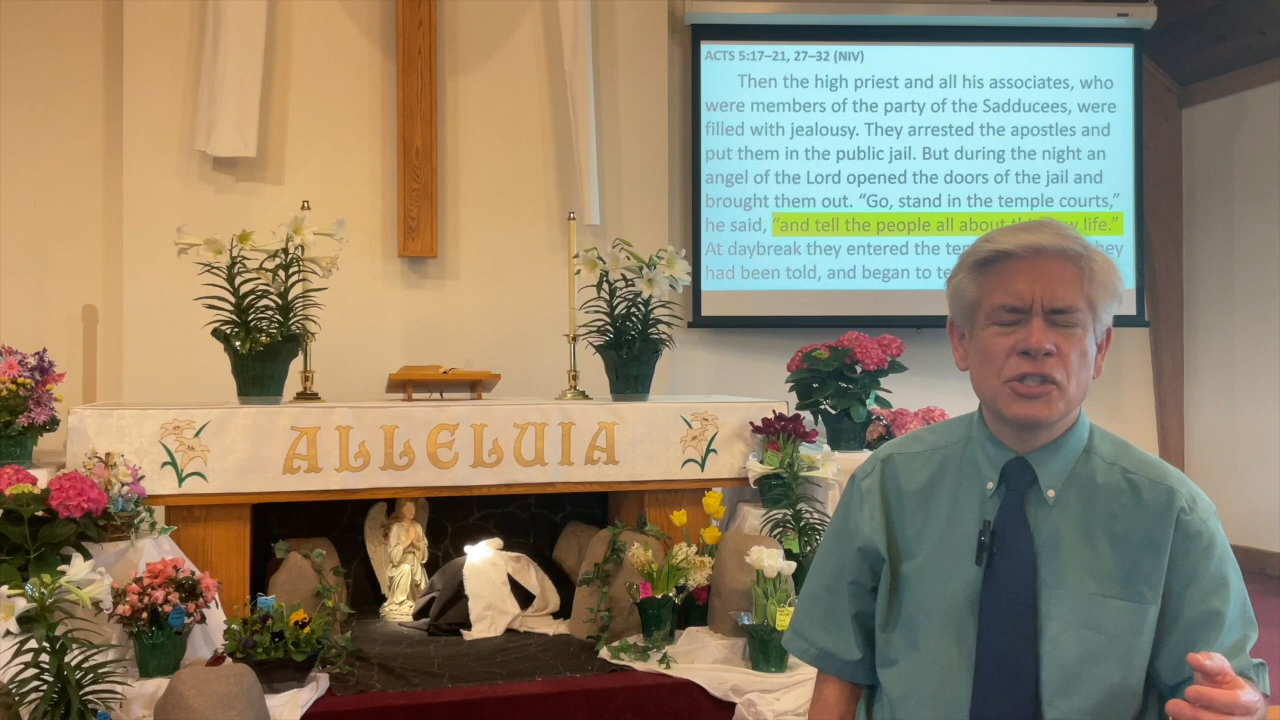 ACTS 5:17–21, 27–32 (NIV)
Then the high priest and all his associates, who
were members of the party of the Sadducees, were
filled with jealousy. They arrested the apostles and
put them in the public jail. But during the night an
angel of the Lord opened the doors of the jail and
brought them out. “Go, stand in the temple courts,”
he said, “and tell the people all about life.”
At daybreak they entered the they
had been told, and began to
ALLELUIA